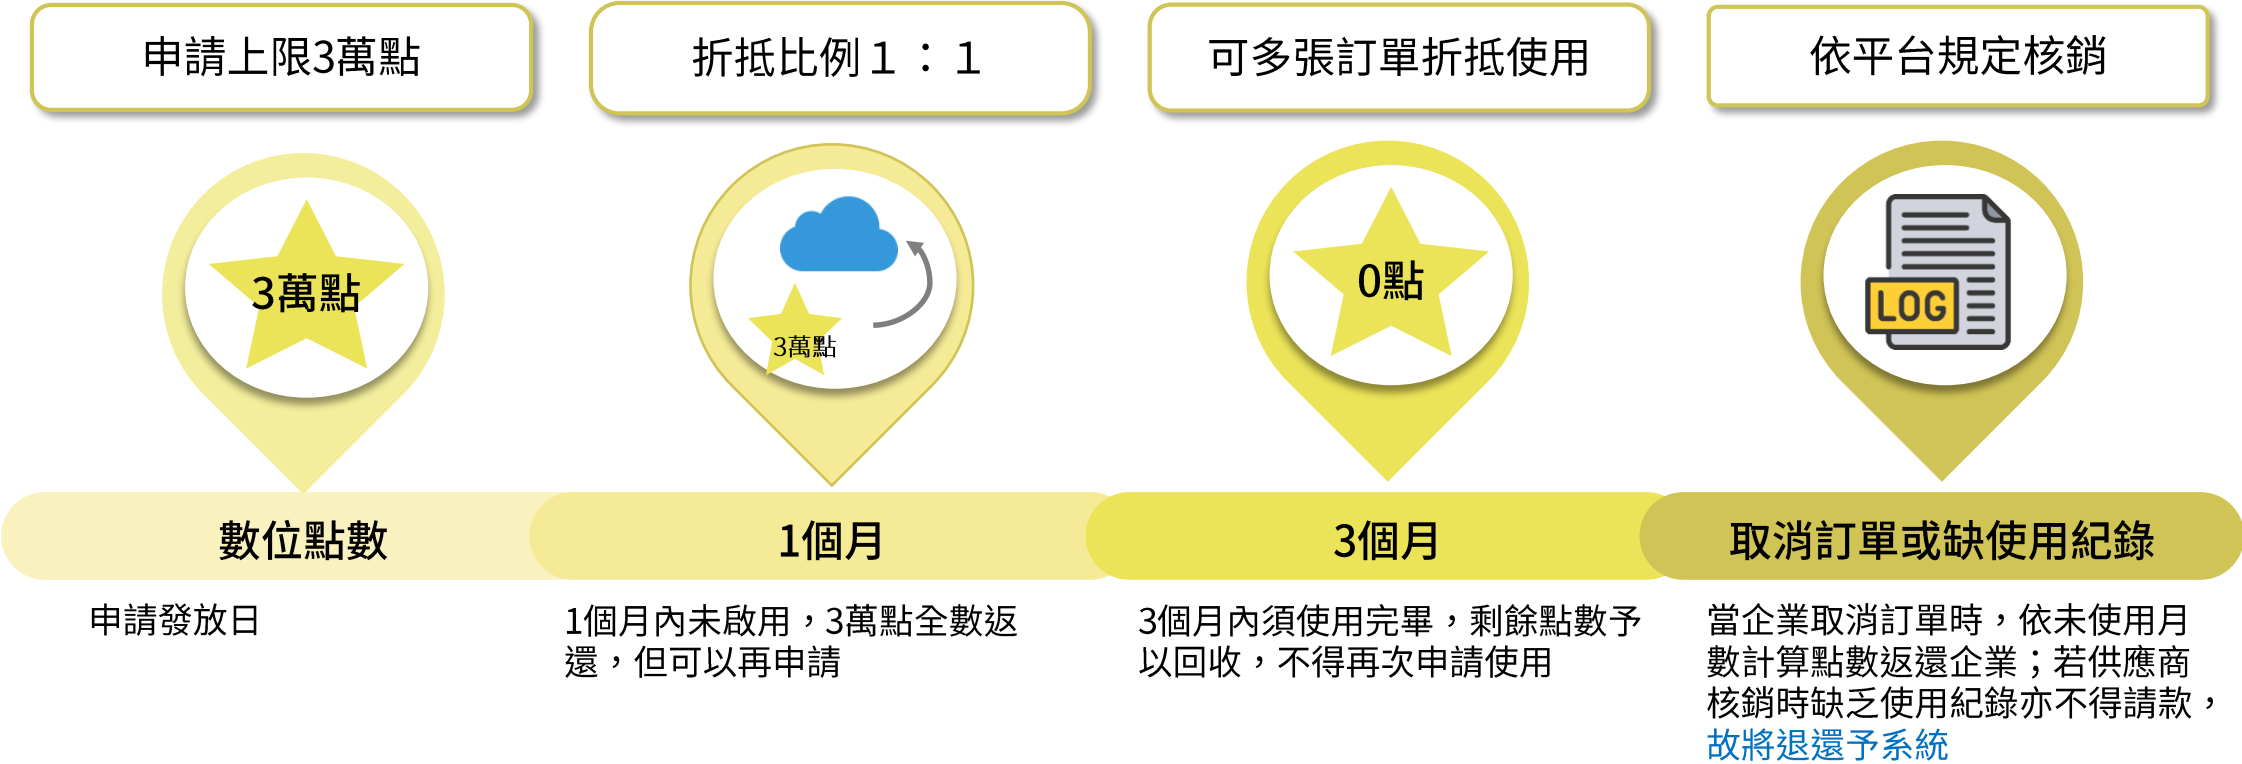 申請上限3萬點
折抵比例１：１
可多張訂單折抵使用
依平台規定核銷
3萬點
3萬點
0點
LOG
數位點數
1個月
3個月
取消訂單或缺使用紀錄
申請發放日
1個月內未啟用，3萬點全數返
還，但可以再申請
3個月內須使用完畢，剩餘點數予
以回收，不得再次申請使用
當企業取消訂單時，依未使用月
數計算點數返還企業；若供應商
核銷時缺乏使用紀錄亦不得請款，
故將退還予系統